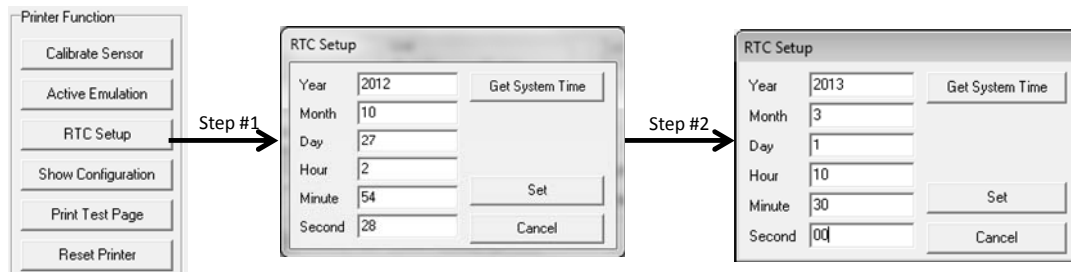 Printer Function
Calibrate Sensor
Active Emulation
RTC Setup
Show Configuration
Print Test Page
Reset Printer
Step #1
RTC Setup
Year 2012 Get System Time
Month 10
Day 27
Hour 2
Minute 54 Set
Second 28 Cancel
Step #2
RTC Setup
Year 2013 Get System Time
Month 3
Day 1
Hour 10
Minute 30 Set
Second 00 Cancel